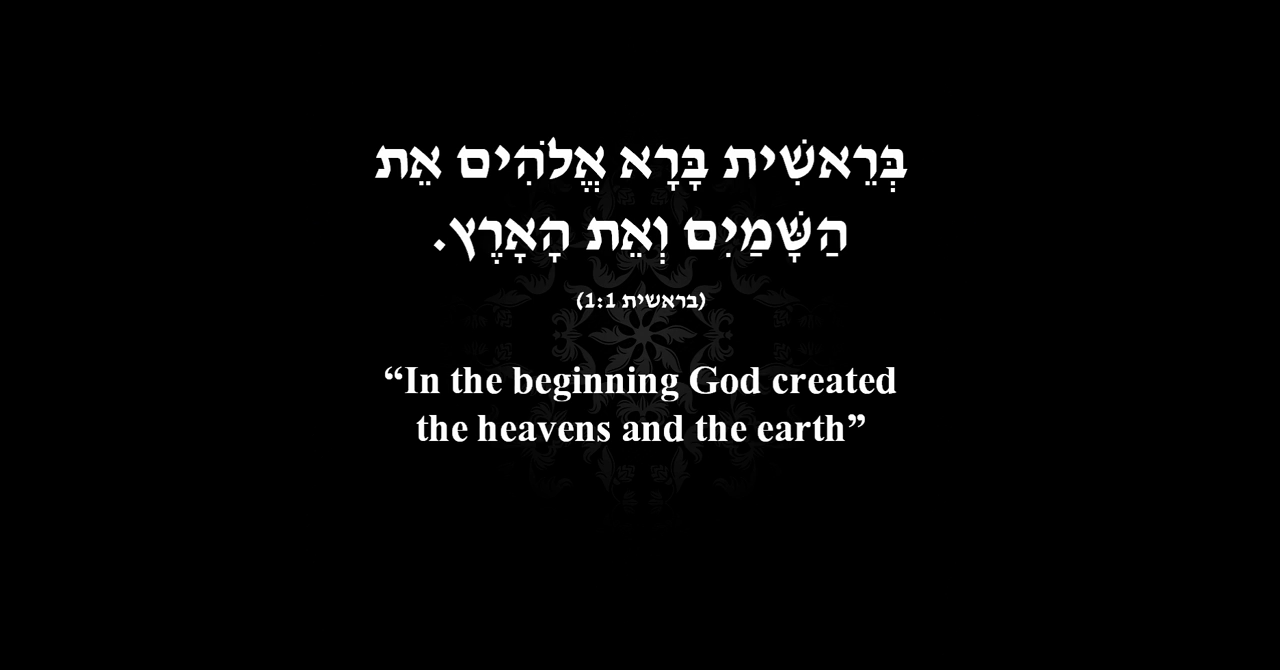 בְּרֵאשִׁית בָּרָא אֱלֹהִים אֵת
הַשָּׁמַיִם וְאֵת הָאָרֶץ.
(בראשית 1:1)
“In the beginning God created
the heavens and the earth”